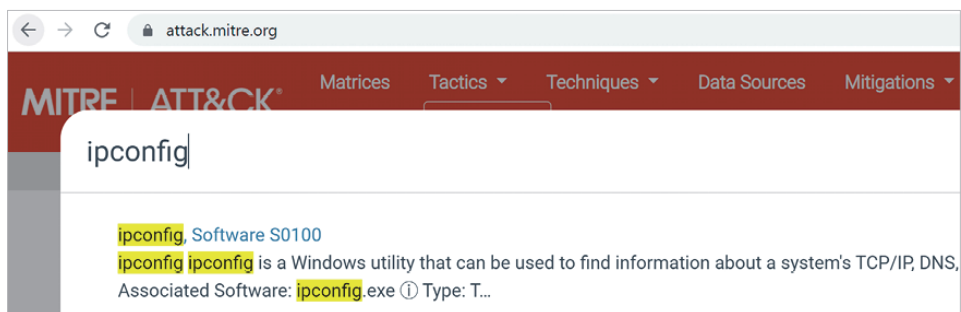 attack.mitre.org
MITRE | ATT&CK®
Matrices Tactics Techniques Data Sources Mitigations
ipconfig
ipconfig, Software S0100
ipconfig ipconfig is a Windows utility that can be used to find information about a system's TCP/IP, DNS,
Associated Software: ipconfig.exe ⓘ Type: T...